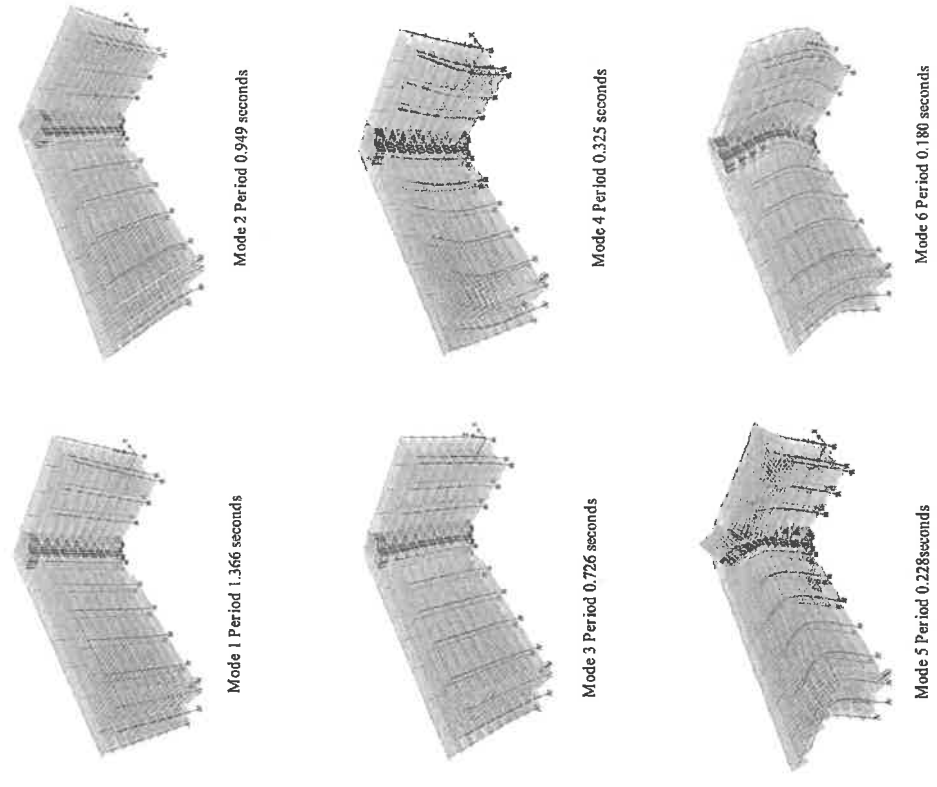 Mode 1 Period 1.366 seconds
Mode 2 Period 0.949 seconds
Mode 3 Period 0.726 seconds
Mode 4 Period 0.325 seconds
Mode 5 Period 0.228seconds
Mode 6 Period 0.180 seconds